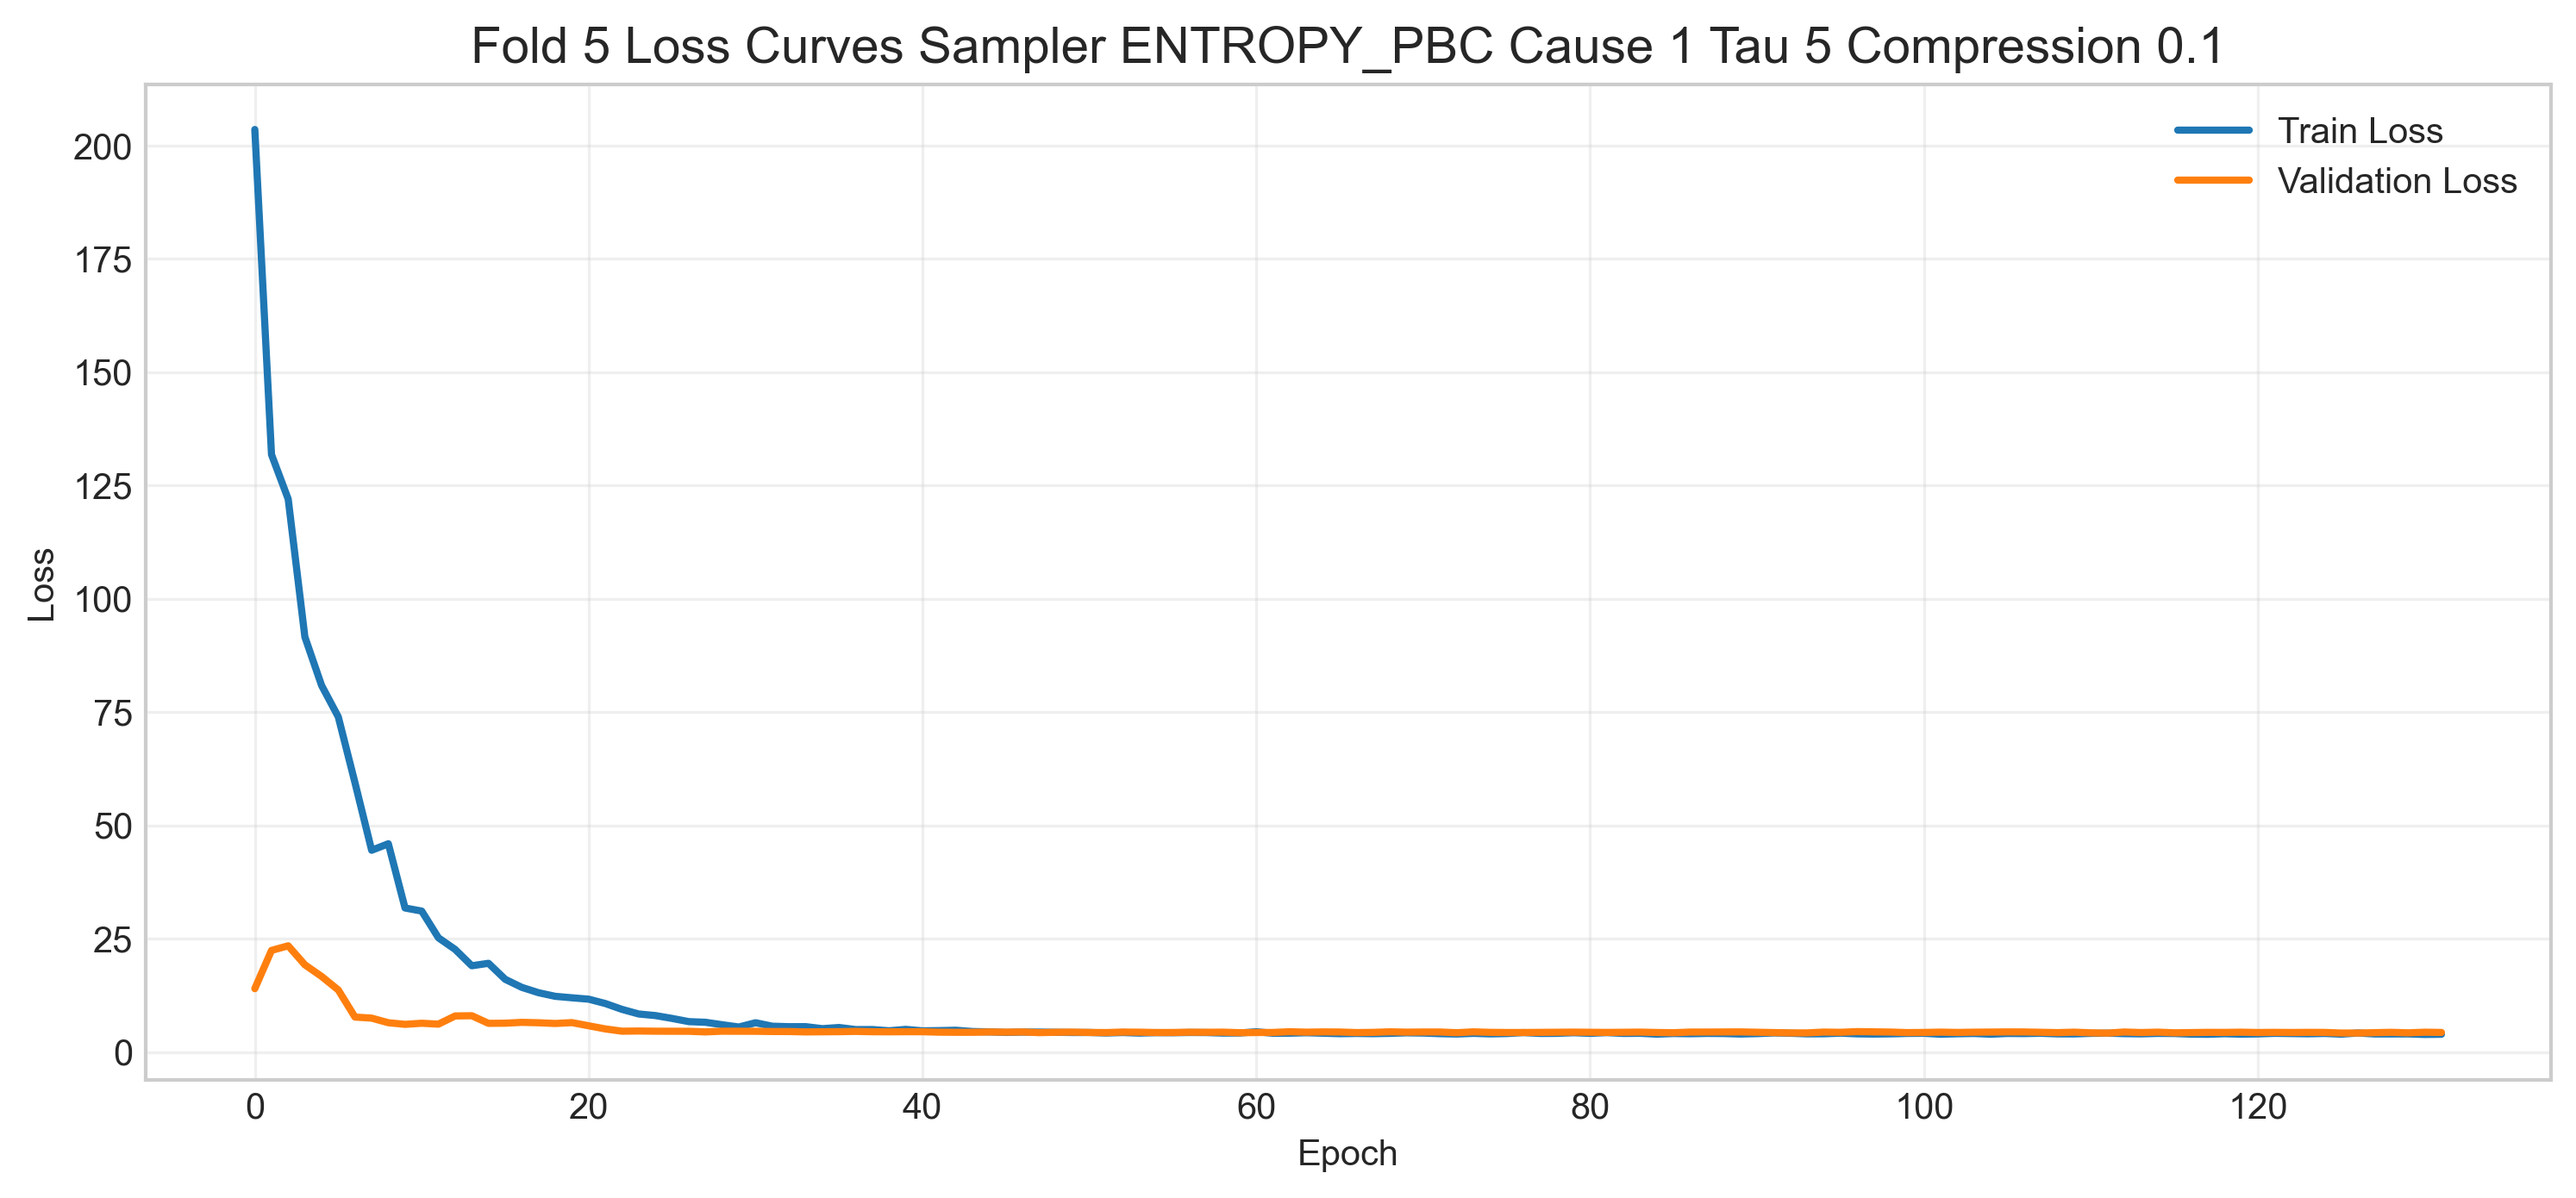 Fold 5 Loss Curves Sampler ENTROPY_PBC Cause 1 Tau 5 Compression 0.1
Train Loss
Validation Loss
200
175
150
125
100
75
50
25
0
Loss
0 20 40 60 80 100 120
Epoch